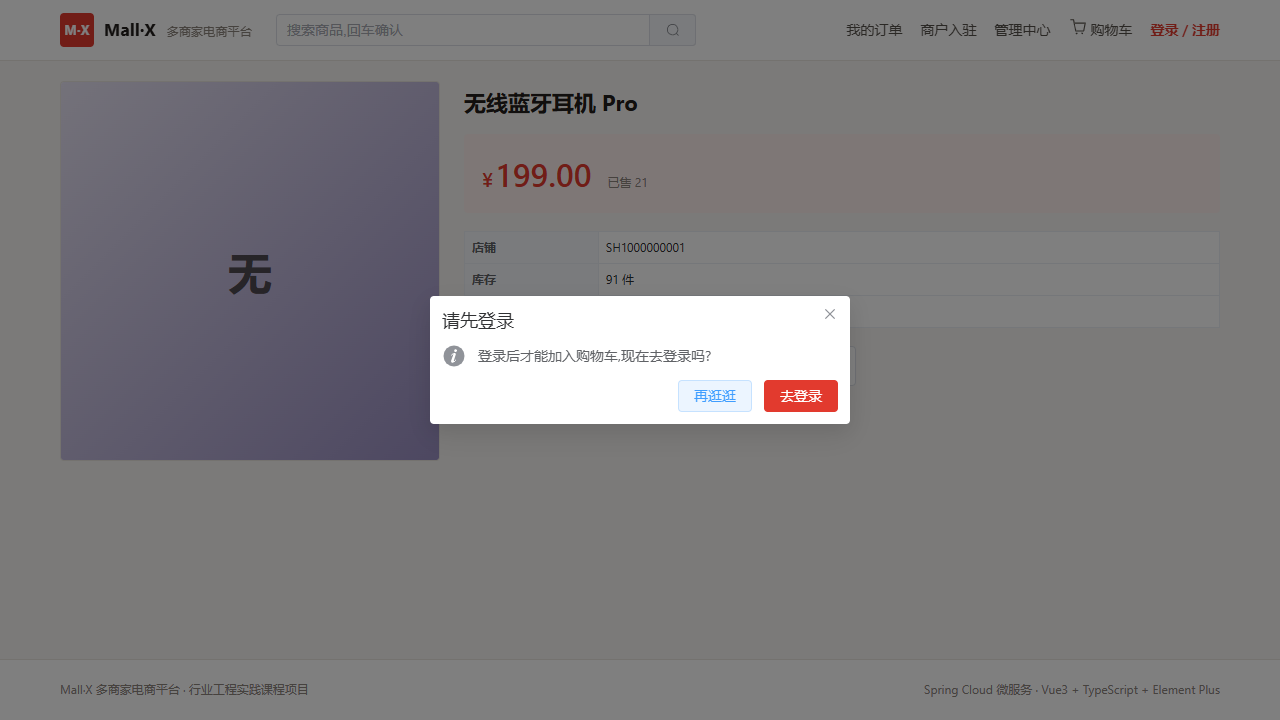 M·X Mall·X 多商家电商平台 搜索商品,回车确认 我的订单 商户入驻 管理中心 购物车 登录 / 注册
无线蓝牙耳机 Pro
¥199.00 已售 21
无
店铺 SH1000000001
库存 91 件
请先登录
登录后才能加入购物车,现在去登录吗?
再逛逛 去登录
Mall·X 多商家电商平台 · 行业工程实践课程项目 Spring Cloud 微服务 · Vue3 + TypeScript + Element Plus